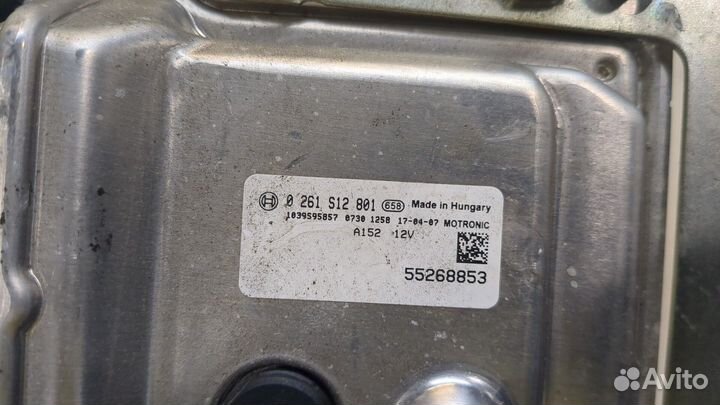 0 261 S12 801 658 Made in Hungary
1039S95857 0730 1258 17-04-07 MOTRONIC
A152 12V
55268853
Avito